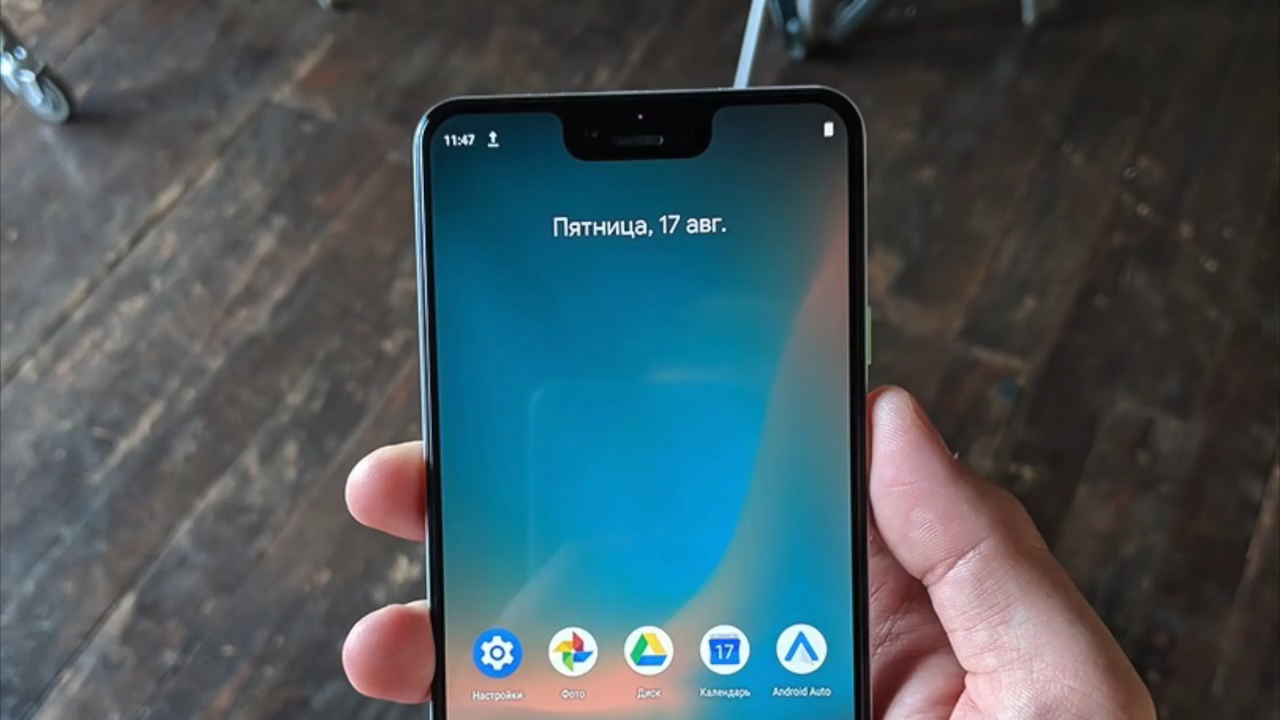 11:47
Пятница, 17 авг.
17
Настройки
Фото
Диск
Календарь
Android Auto